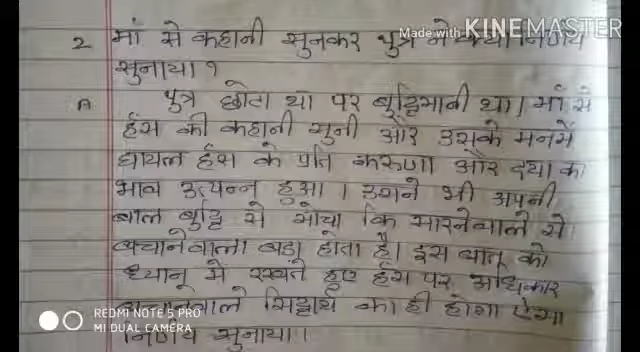 Made with KINEMASTER
2 माँ से कहानी सुनकर पुत्र ने क्या निर्णय
सुनाया ?
A पुत्र छोटा था पर बुद्धिमानी था। माँ से
हंस की कहानी सुनी और उसके मनमें
घायल हंस के प्रति करुणा और दया का
भाव उत्पन्न हुआ । उसने भी अपनी
बाल बुद्धि से सोचा कि मारनेवाले से
बचानेवाला बड़ा होता है। इस बात को
ध्यान में रखते हुए हंस पर अधिकार
बचानेवाले सिद्धार्थ का ही होगा ऐसा
निर्णय सुनाया।
REDMI NOTE 5 PRO
MI DUAL CAMERA